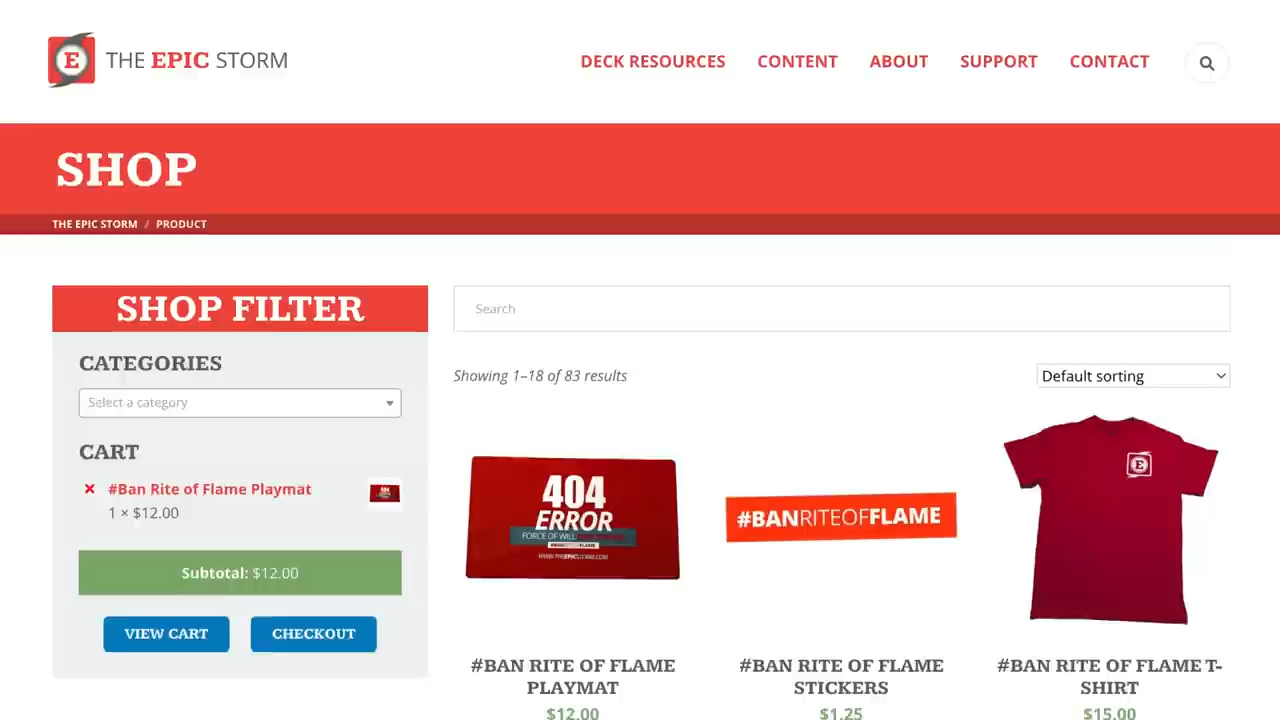 E THE EPIC STORM
DECK RESOURCES CONTENT ABOUT SUPPORT CONTACT
SHOP
THE EPIC STORM / PRODUCT
SHOP FILTER
CATEGORIES
Select a category
CART
× #Ban Rite of Flame Playmat
1 × $12.00
Subtotal: $12.00
VIEW CART CHECKOUT
Search
Showing 1–18 of 83 results
Default sorting
404
ERROR
FORCE OF WILL
WWW.THEEPICSTORM.COM
#BANRITEOFFLAME
E
#BAN RITE OF FLAME
PLAYMAT
$12.00
#BAN RITE OF FLAME
STICKERS
$1.25
#BAN RITE OF FLAME T-
SHIRT
$15.00